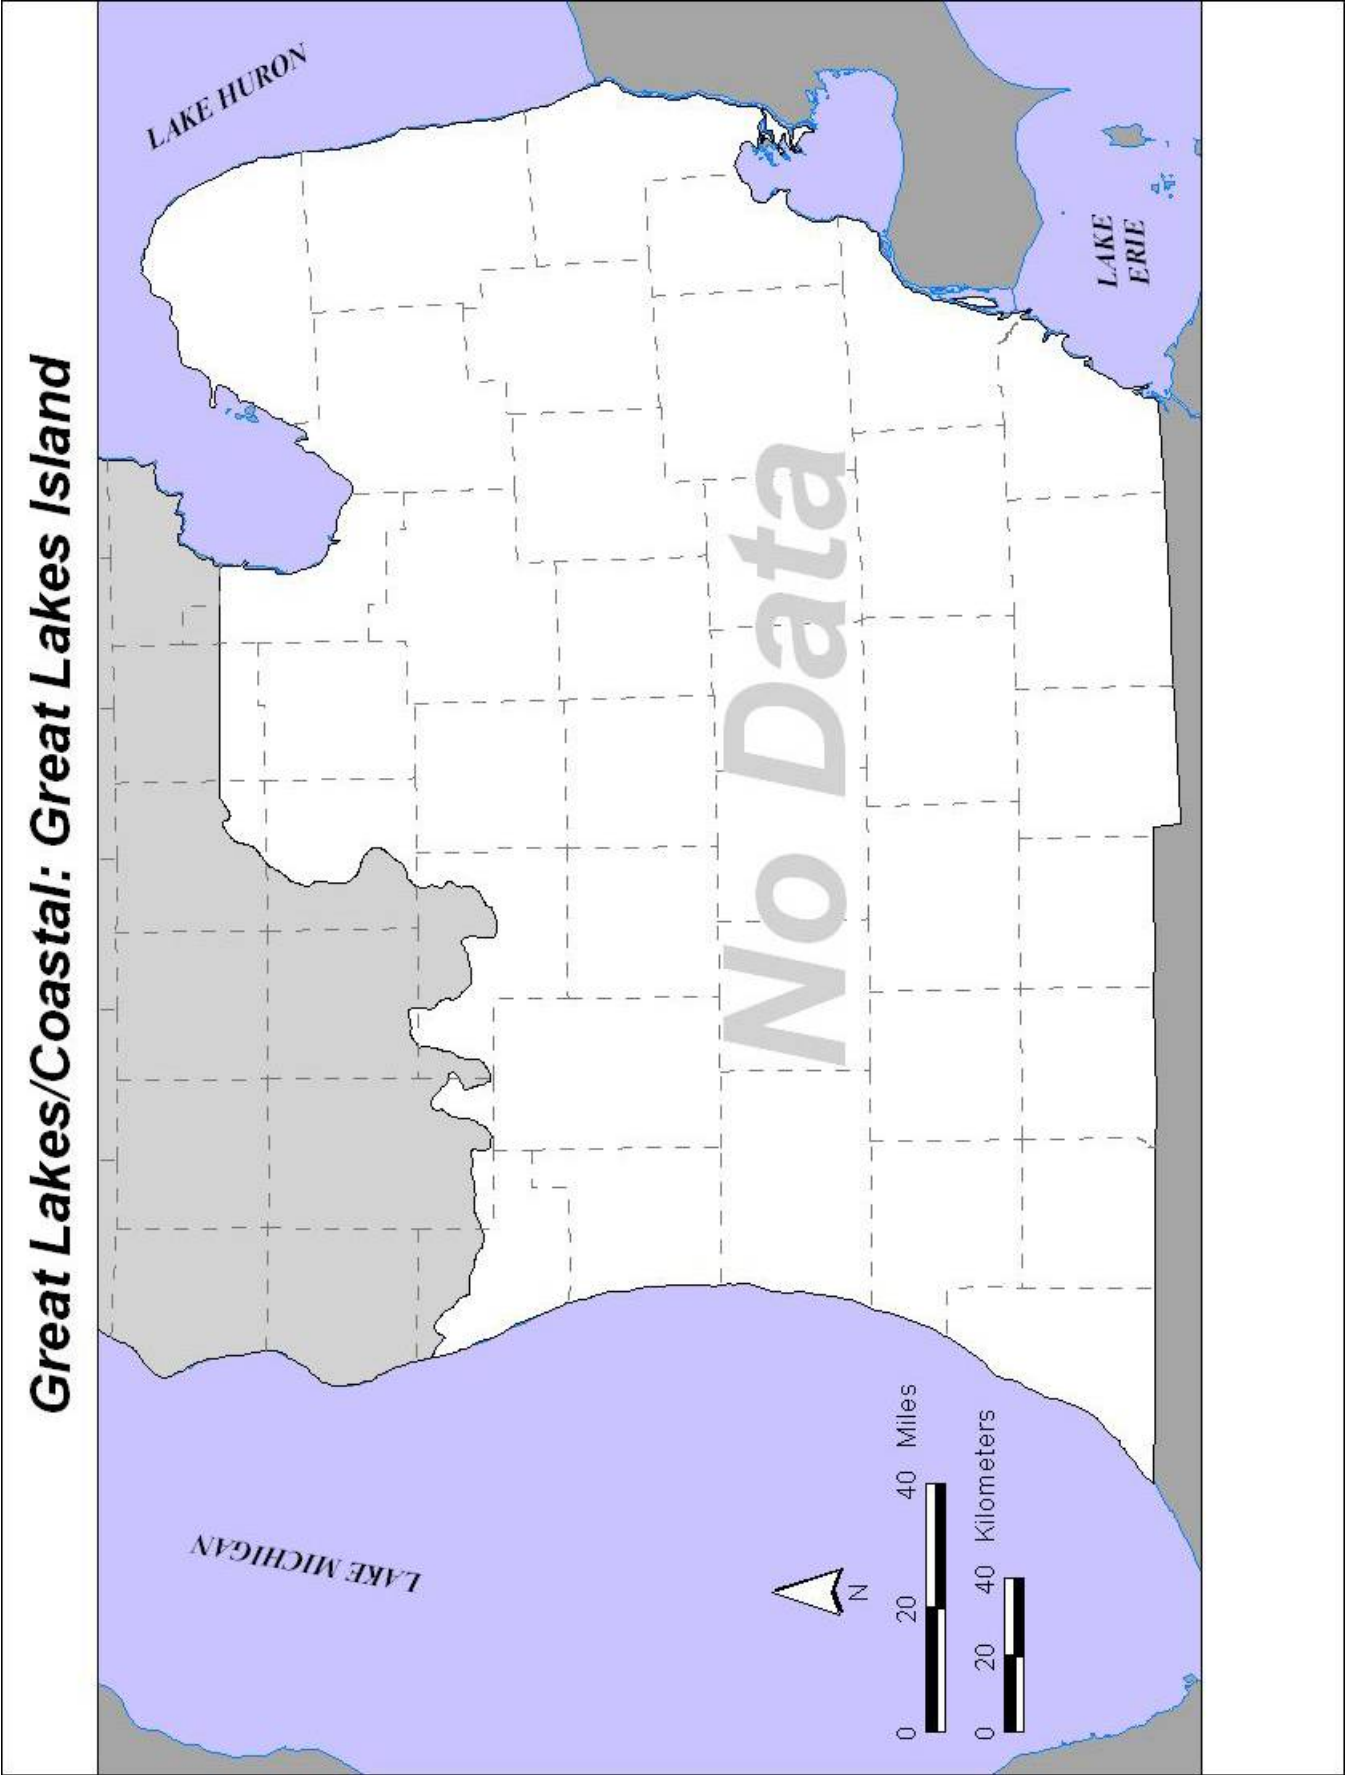 Great Lakes/Coastal: Great Lakes Island
LAKE HURON
LAKE MICHIGAN
LAKE
ERIE
No Data
N
0 20 40 Miles
0 20 40 Kilometers